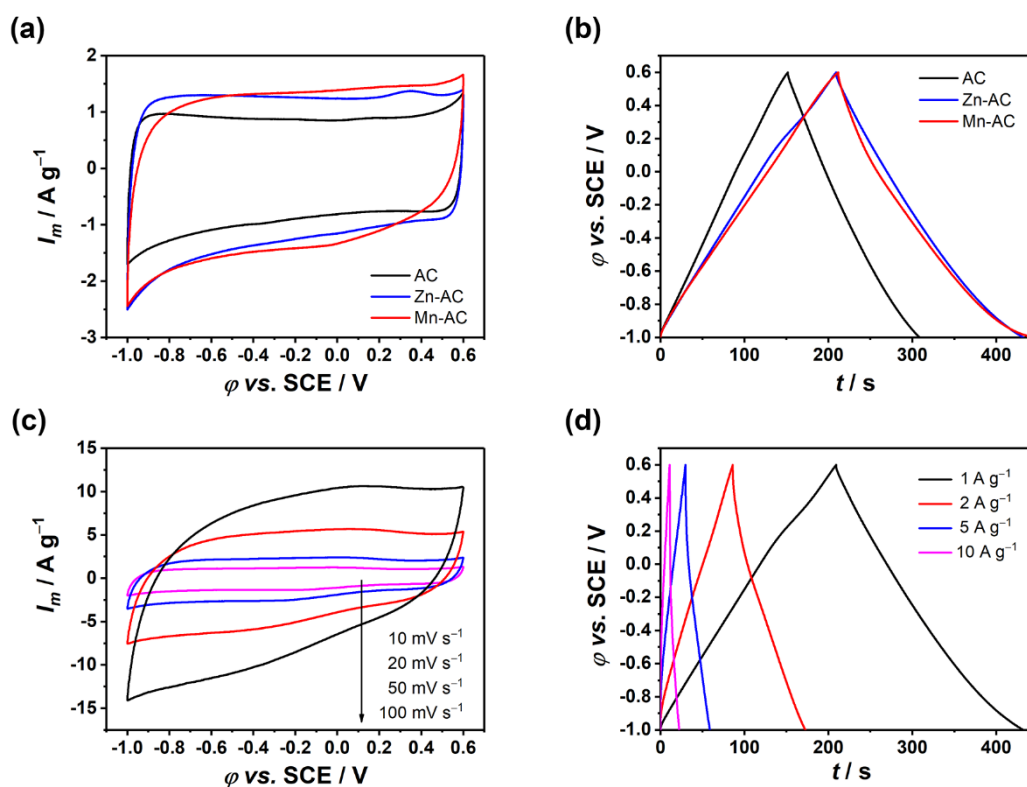 (a)
2
1
0
-1
-2
-3
I_m / A g⁻¹
-1.0 -0.8 -0.6 -0.4 -0.2 0.0 0.2 0.4 0.6
φ vs. SCE / V
AC
Zn-AC
Mn-AC
(b)
0.6
0.4
0.2
0.0
-0.2
-0.4
-0.6
-0.8
-1.0
φ vs. SCE / V
0 100 200 300 400
t / s
AC
Zn-AC
Mn-AC
(c)
15
10
5
0
-5
-10
-15
I_m / A g⁻¹
-1.0 -0.8 -0.6 -0.4 -0.2 0.0 0.2 0.4 0.6
φ vs. SCE / V
10 mV s⁻¹
20 mV s⁻¹
50 mV s⁻¹
100 mV s⁻¹
(d)
0.6
0.4
0.2
0.0
-0.2
-0.4
-0.6
-0.8
-1.0
φ vs. SCE / V
0 100 200 300 400
t / s
1 A g⁻¹
2 A g⁻¹
5 A g⁻¹
10 A g⁻¹